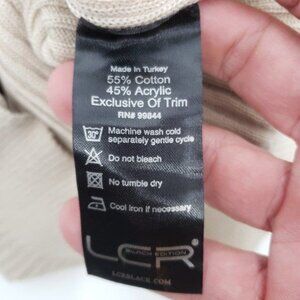 Made in Turkey
55% Cotton
45% Acrylic
Exclusive Of Trim
RN# 99844
30° Machine wash cold
separately gentle cycle
Do not bleach
No tumble dry
Cool Iron if necessary
LCR
BLACK EDITION
LCRBLACK.COM